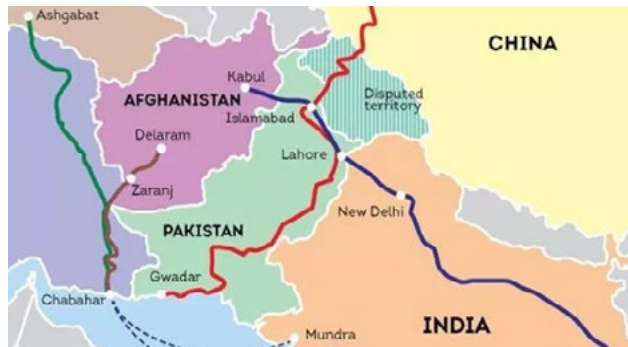 Ashgabat
CHINA
Kabul
AFGHANISTAN
Disputed
territory
Islamabad
Delaram
Lahore
Zaranj
New Delhi
PAKISTAN
Gwadar
Chabahar
Mundra
INDIA